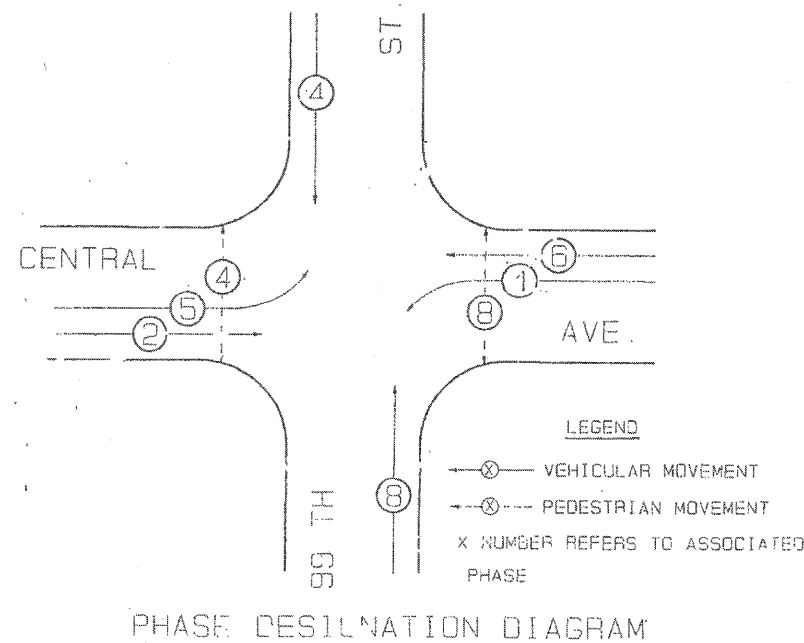 ST
4
CENTRAL
6
4
1
5
8
2
AVE.
LEGEND
X VEHICULAR MOVEMENT
8
X PEDESTRIAN MOVEMENT
99 TH
X NUMBER REFERS TO ASSOCIATED
PHASE
PHASE DESIGNATION DIAGRAM